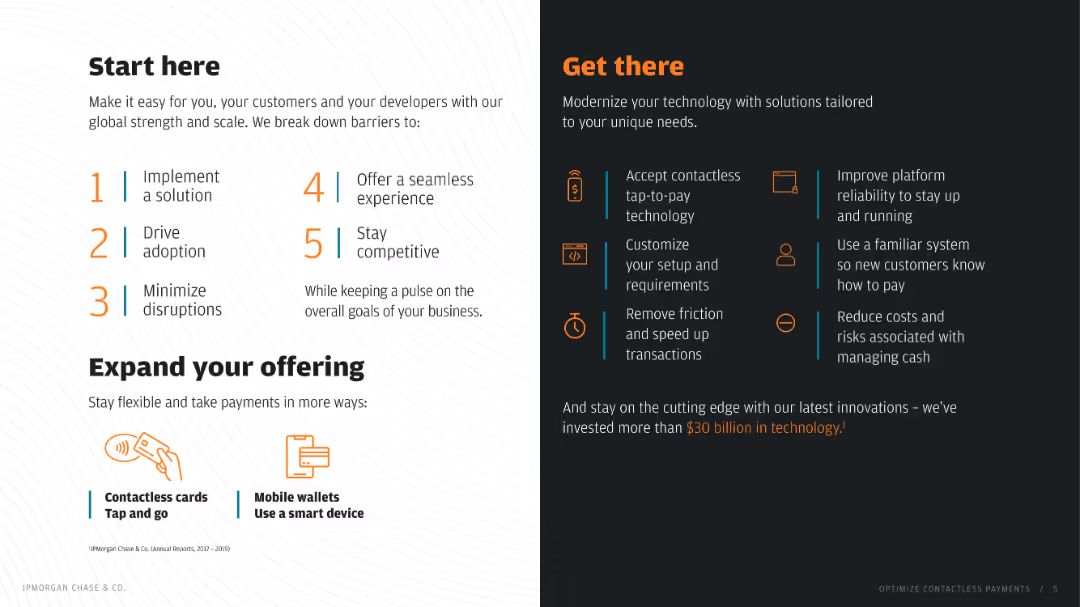 Start here
Make it easy for you, your customers and your developers with our
global strength and scale. We break down barriers to:
1
Implement
a solution
2
Drive
adoption
3
Minimize
disruptions
4
Offer a seamless
experience
5
Stay
competitive
While keeping a pulse on the
overall goals of your business.
Expand your offering
Stay flexible and take payments in more ways:
Contactless cards
Tap and go
Mobile wallets
Use a smart device
¹JPMorgan Chase & Co. (Annual Reports, 2017 - 2019)
JPMORGAN CHASE & CO.
Get there
Modernize your technology with solutions tailored
to your unique needs.
$
Accept contactless
tap-to-pay
technology
</>
Customize
your setup and
requirements
Remove friction
and speed up
transactions
Improve platform
reliability to stay up
and running
Use a familiar system
so new customers know
how to pay
Reduce costs and
risks associated with
managing cash
And stay on the cutting edge with our latest innovations – we've
invested more than $30 billion in technology.¹
OPTIMIZE CONTACTLESS PAYMENTS / 5